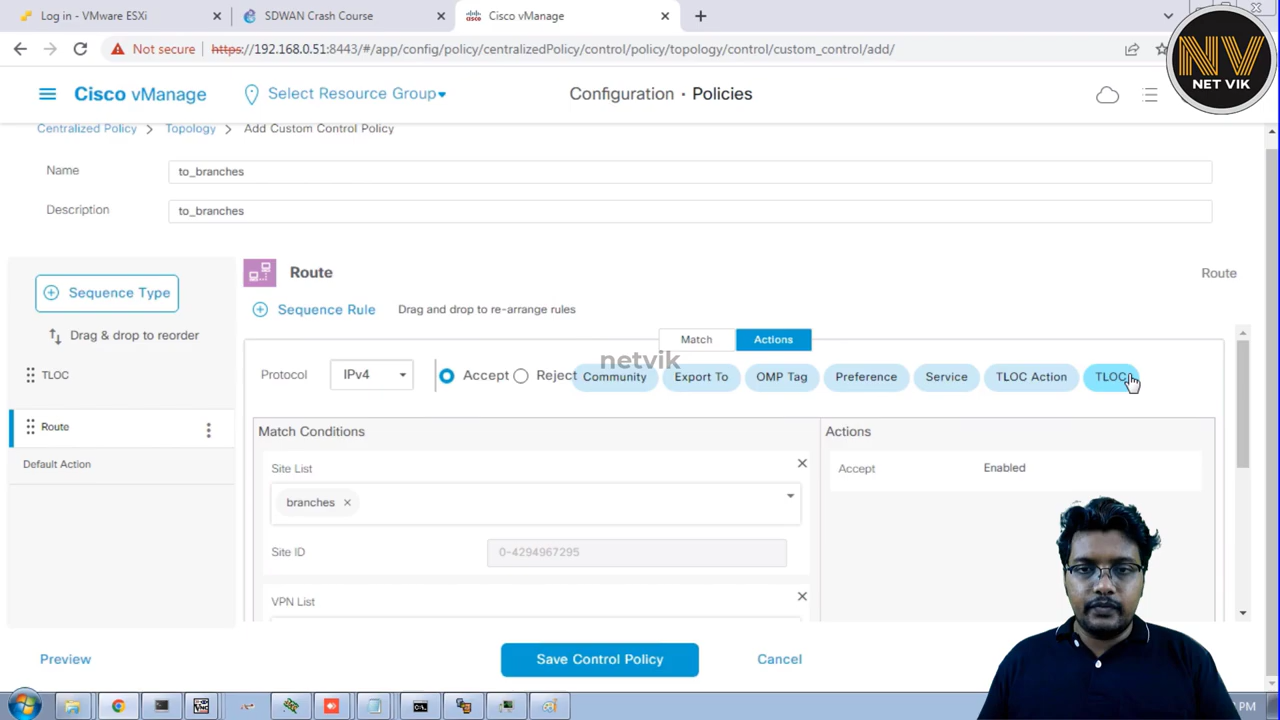 Log in - VMware ESXi
SDWAN Crash Course
Cisco vManage
Not secure
https://192.168.0.51:8443/#/app/config/policy/centralizedPolicy/control/policy/topology/control/custom_control/add/
NV
NET VIK
Cisco vManage
Select Resource Group
Configuration · Policies
Centralized Policy > Topology > Add Custom Control Policy
Name
to_branches
Description
to_branches
Sequence Type
Drag & drop to reorder
TLOC
Route
Default Action
Route
Route
Sequence Rule
Drag and drop to re-arrange rules
Match
Actions
netvik
Protocol
IPv4
Accept
Reject
Community
Export To
OMP Tag
Preference
Service
TLOC Action
TLOC
Match Conditions
Actions
Site List
branches
Accept
Enabled
Site ID
0-4294967295
VPN List
Preview
Save Control Policy
Cancel
PM